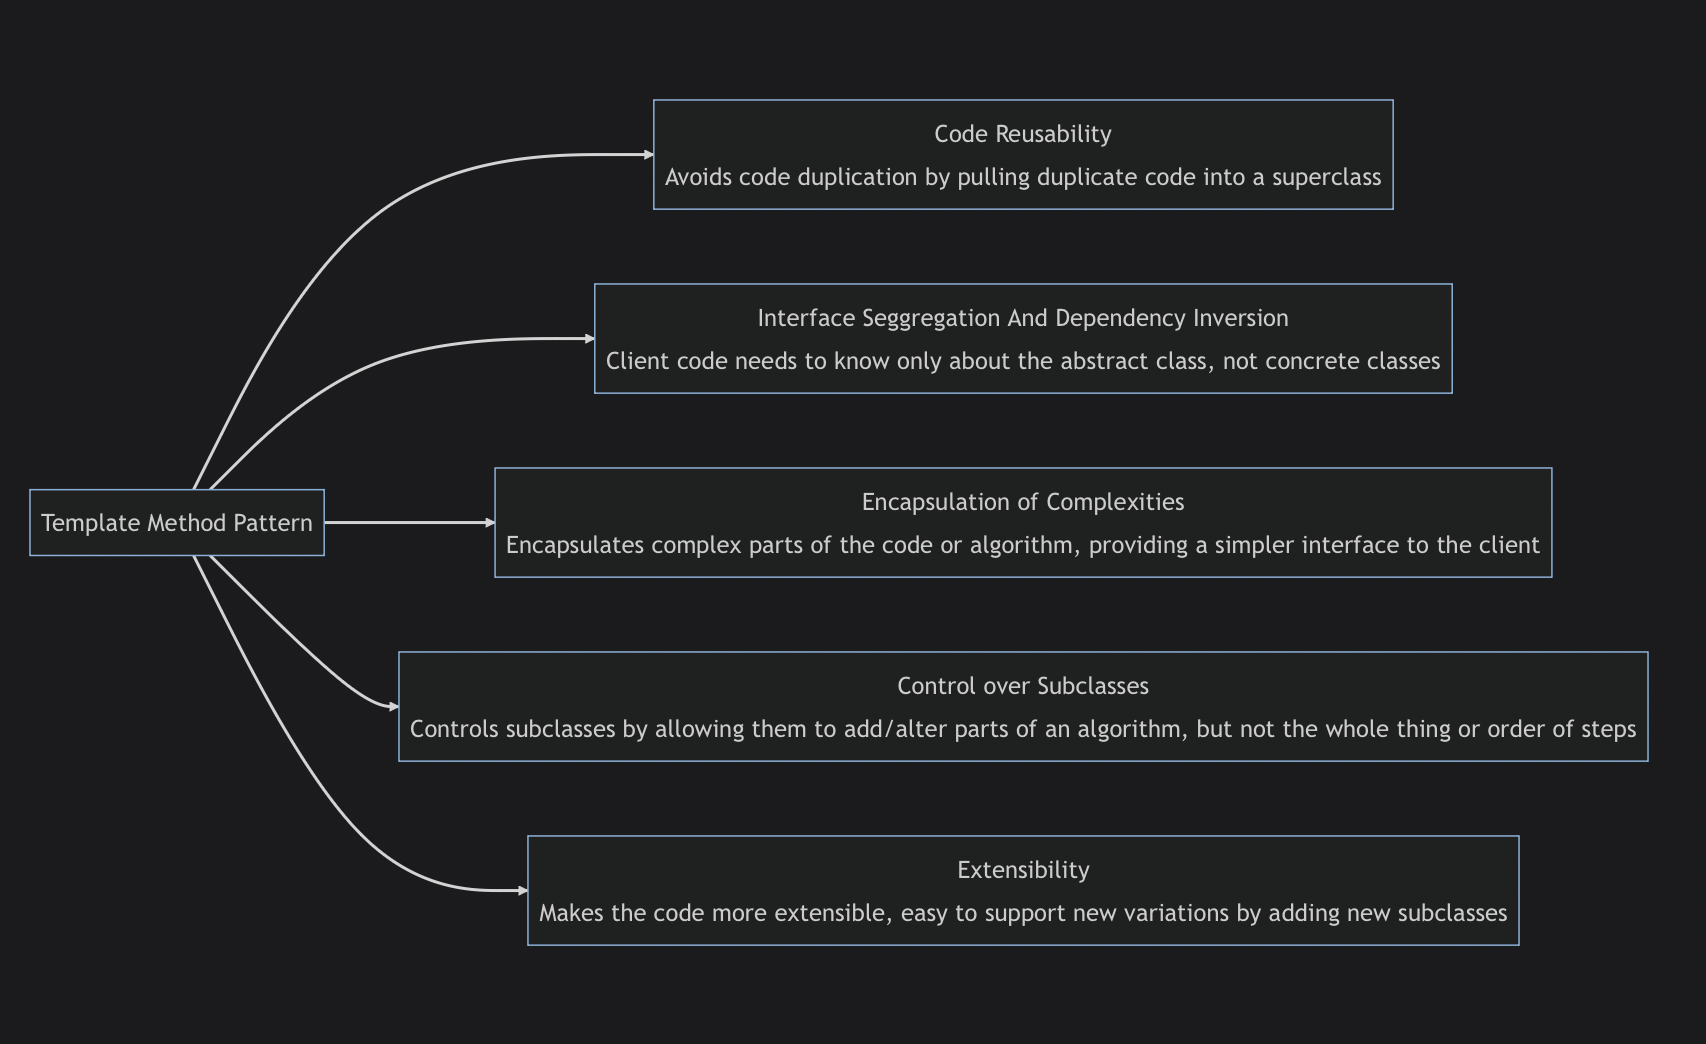 Code Reusability
Avoids code duplication by pulling duplicate code into a superclass
Interface Seggregation And Dependency Inversion
Client code needs to know only about the abstract class, not concrete classes
Template Method Pattern
Encapsulation of Complexities
Encapsulates complex parts of the code or algorithm, providing a simpler interface to the client
Control over Subclasses
Controls subclasses by allowing them to add/alter parts of an algorithm, but not the whole thing or order of steps
Extensibility
Makes the code more extensible, easy to support new variations by adding new subclasses